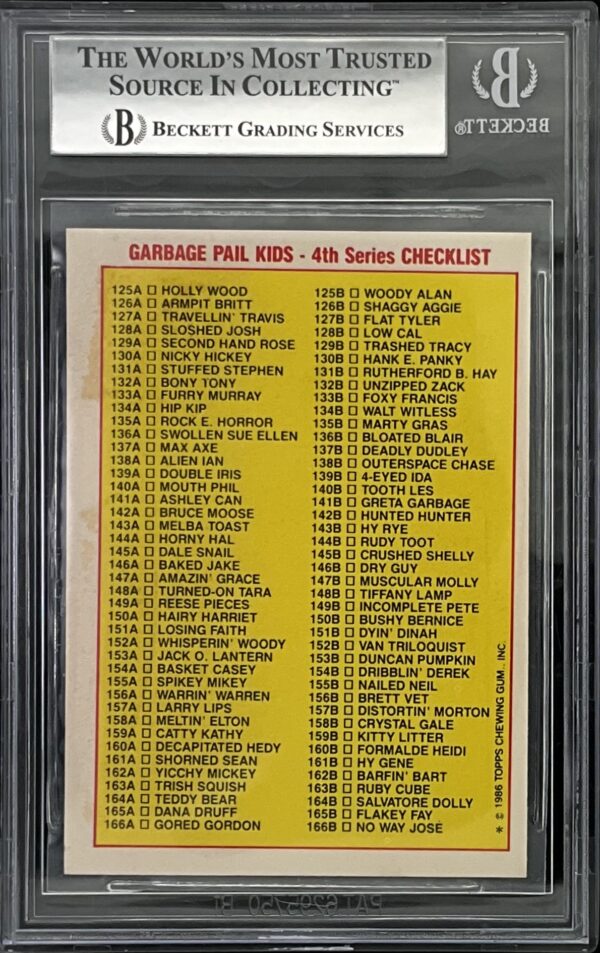 THE WORLD'S MOST TRUSTED
SOURCE IN COLLECTING™
B BECKETT GRADING SERVICES
B
BECKETT®
GARBAGE PAIL KIDS - 4th Series CHECKLIST
125A □ HOLLY WOOD
126A □ ARMPIT BRITT
127A □ TRAVELLIN' TRAVIS
128A □ SLOSHED JOSH
129A □ SECOND HAND ROSE
130A □ NICKY HICKEY
131A □ STUFFED STEPHEN
132A □ BONY TONY
133A □ FURRY MURRAY
134A □ HIP KIP
135A □ ROCK E. HORROR
136A □ SWOLLEN SUE ELLEN
137A □ MAX AXE
138A □ ALIEN IAN
139A □ DOUBLE IRIS
140A □ MOUTH PHIL
141A □ ASHLEY CAN
142A □ BRUCE MOOSE
143A □ MELBA TOAST
144A □ HORNY HAL
145A □ DALE SNAIL
146A □ BAKED JAKE
147A □ AMAZIN' GRACE
148A □ TURNED-ON TARA
149A □ REESE PIECES
150A □ HAIRY HARRIET
151A □ LOSING FAITH
152A □ WHISPERIN' WOODY
153A □ JACK O. LANTERN
154A □ BASKET CASEY
155A □ SPIKEY MIKEY
156A □ WARRIN' WARREN
157A □ LARRY LIPS
158A □ MELTIN' ELTON
159A □ CATTY KATHY
160A □ DECAPITATED HEDY
161A □ SHORNED SEAN
162A □ YICCHY MICKEY
163A □ TRISH SQUISH
164A □ TEDDY BEAR
165A □ DANA DRUFF
166A □ GORED GORDON
125B □ WOODY ALAN
126B □ SHAGGY AGGIE
127B □ FLAT TYLER
128B □ LOW CAL
129B □ TRASHED TRACY
130B □ HANK E. PANKY
131B □ RUTHERFORD B. HAY
132B □ UNZIPPED ZACK
133B □ FOXY FRANCIS
134B □ WALT WITLESS
135B □ MARTY GRAS
136B □ BLOATED BLAIR
137B □ DEADLY DUDLEY
138B □ OUTERSPACE CHASE
139B □ 4-EYED IDA
140B □ TOOTH LES
141B □ GRETA GARBAGE
142B □ HUNTED HUNTER
143B □ HY RYE
144B □ RUDY TOOT
145B □ CRUSHED SHELLY
146B □ DRY GUY
147B □ MUSCULAR MOLLY
148B □ TIFFANY LAMP
149B □ INCOMPLETE PETE
150B □ BUSHY BERNICE
151B □ DYIN' DINAH
152B □ VAN TRILOQUIST
153B □ DUNCAN PUMPKIN
154B □ DRIBBLIN' DEREK
155B □ NAILED NEIL
156B □ BRETT VET
157B □ DISTORTIN' MORTON
158B □ CRYSTAL GALE
159B □ KITTY LITTER
160B □ FORMALDE HEIDI
161B □ HY GENE
162B □ BARFIN' BART
163B □ RUBY CUBE
164B □ SALVATORE DOLLY
165B □ FLAKEY FAY
166B □ NO WAY JOSÉ
* © 1986 TOPPS CHEWING GUM., INC.